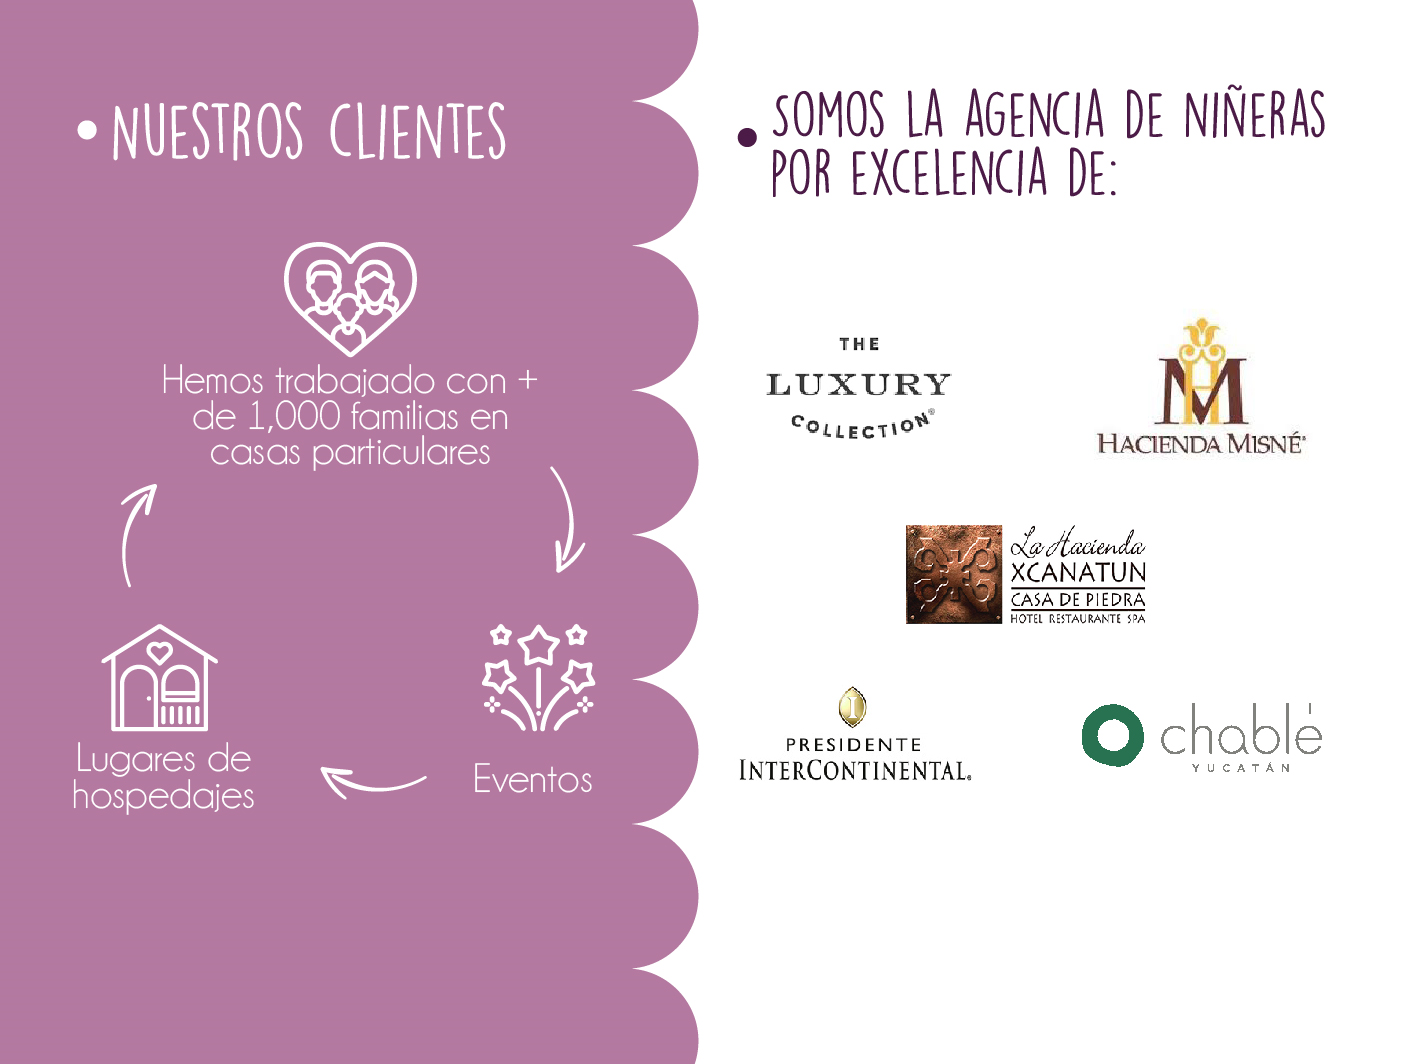 • NUESTROS CLIENTES
Hemos trabajado con +
de 1,000 familias en
casas particulares
Eventos
Lugares de
hospedajes
• SOMOS LA AGENCIA DE NIÑERAS
POR EXCELENCIA DE:
THE
LUXURY
COLLECTION®
MH
HACIENDA MISNÉ®
La Hacienda
XCANATUN
CASA DE PIEDRA
HOTEL RESTAURANTE SPA
I
PRESIDENTE
INTERCONTINENTAL®
chablé
YUCATÁN